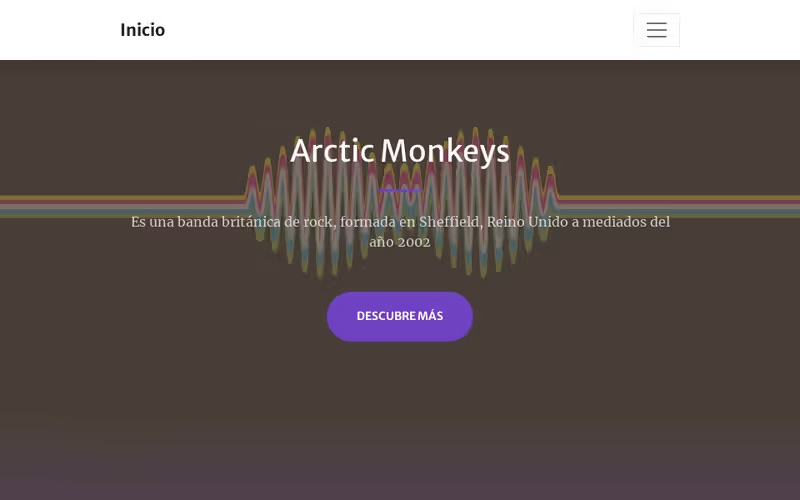 Inicio
Arctic Monkeys
Es una banda británica de rock, formada en Sheffield, Reino Unido a mediados del
año 2002
DESCUBRE MÁS